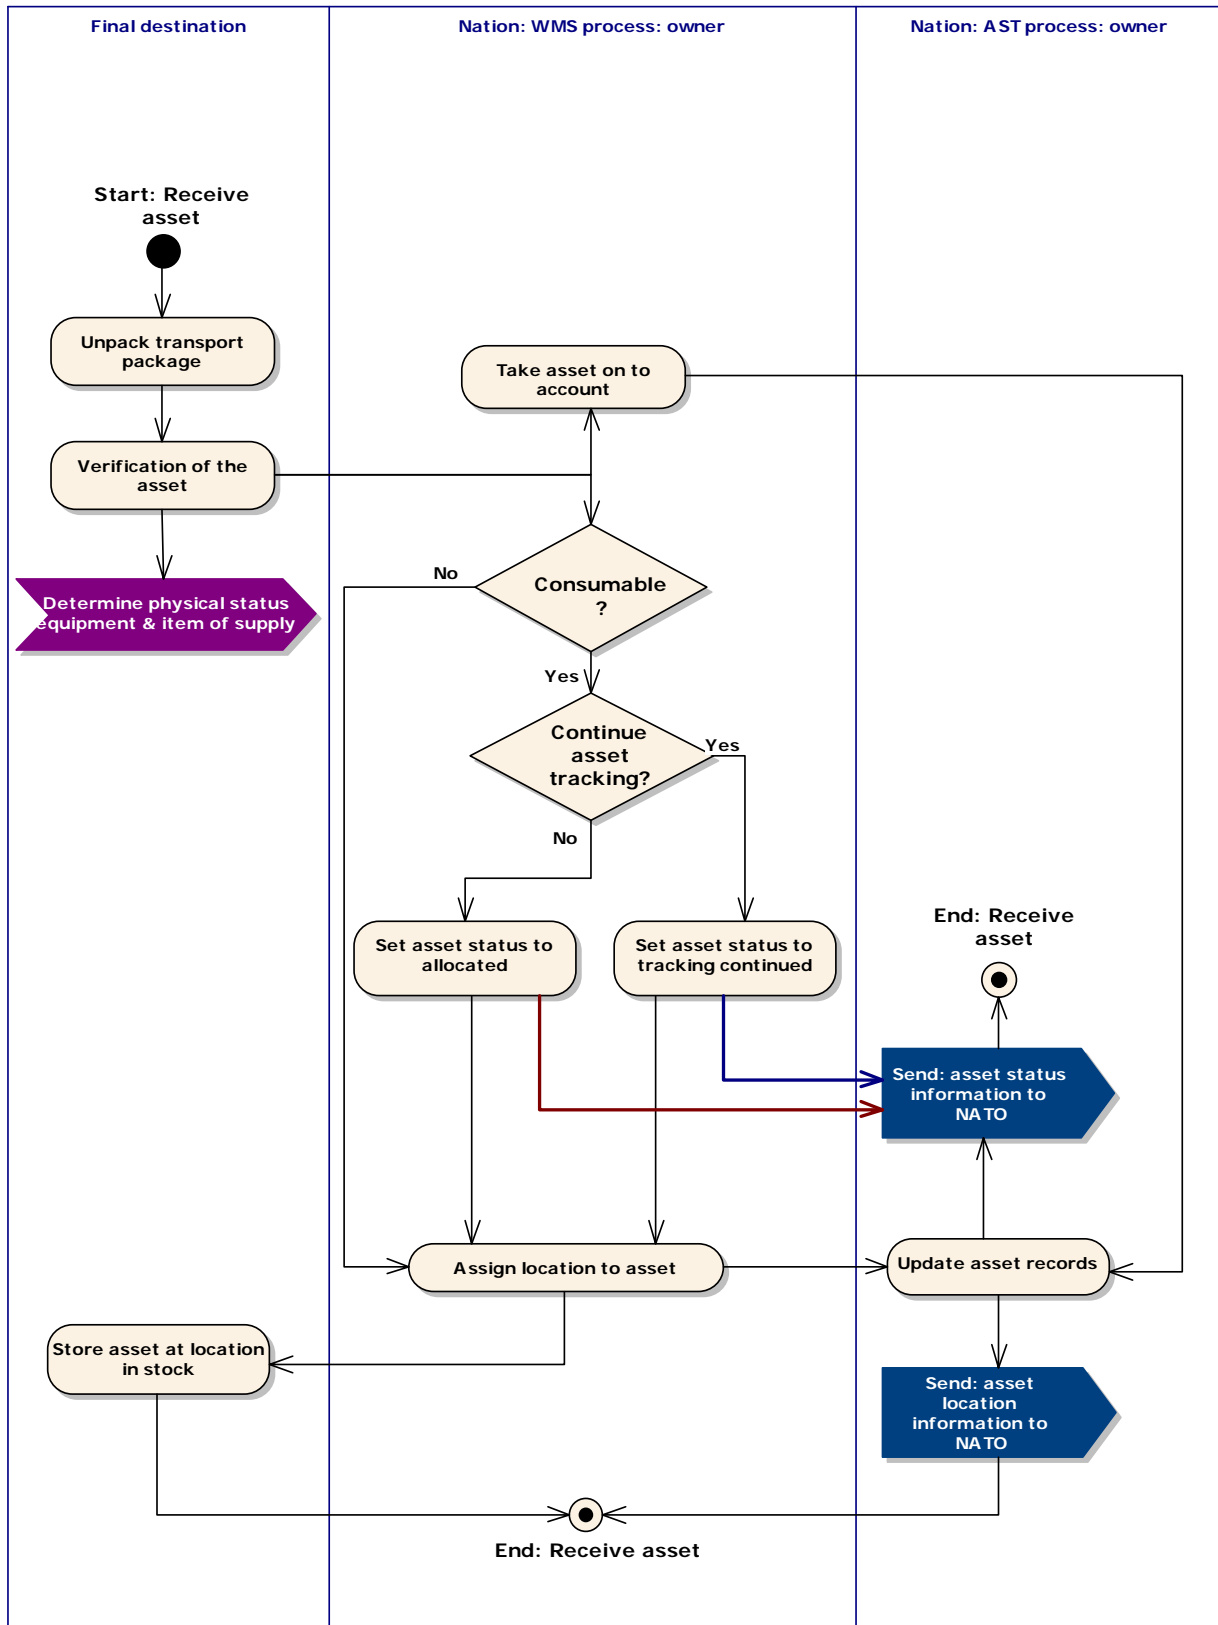 Final destination
Nation: WMS process: owner
Nation: AST process: owner
Start: Receive
asset
Unpack transport
package
Take asset on to
account
Verification of the
asset
Determine physical status
equipment & item of supply
No
Consumable
?
Yes
Continue
asset
tracking?
Yes
No
Set asset status to
allocated
Set asset status to
tracking continued
End: Receive
asset
Send: asset status
information to
NATO
Assign location to asset
Update asset records
Store asset at location
in stock
Send: asset
location
information to
NATO
End: Receive asset